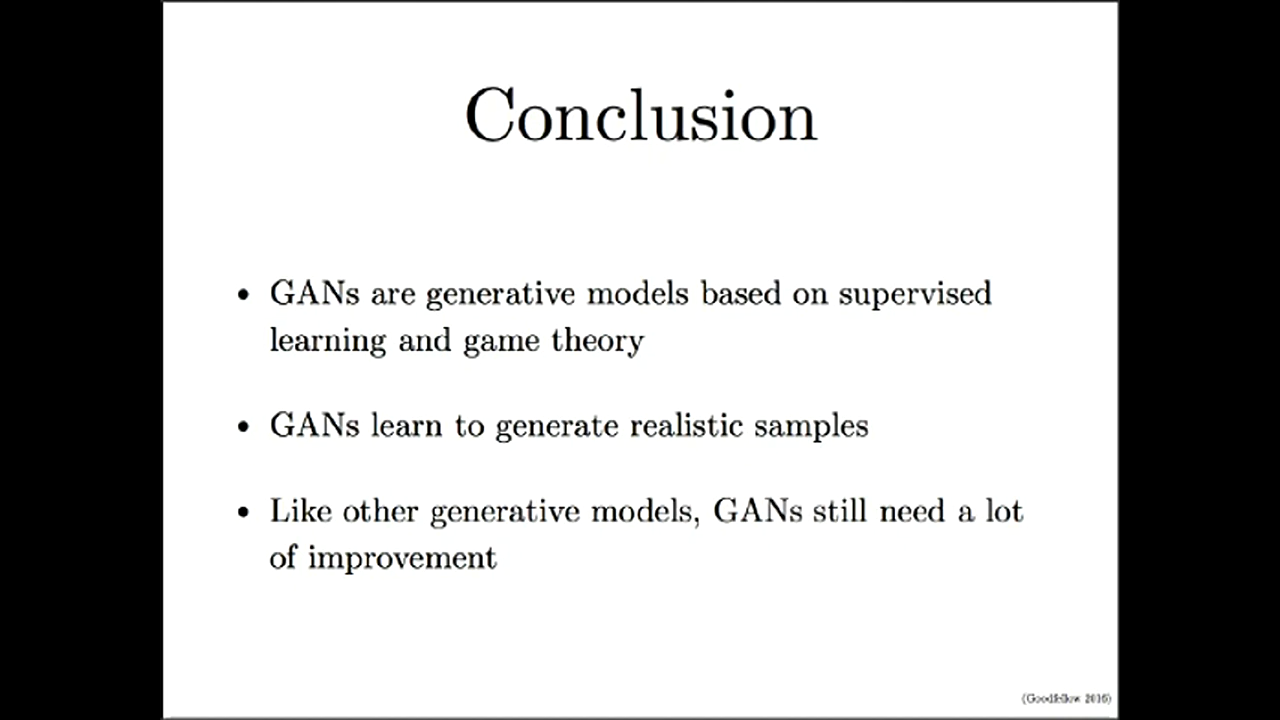 Conclusion
• GANs are generative models based on supervised
learning and game theory
• GANs learn to generate realistic samples
• Like other generative models, GANs still need a lot
of improvement
(Goodfellow 2016)